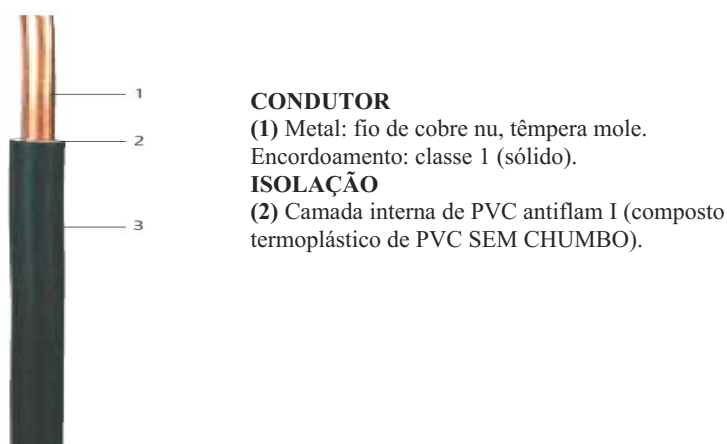 1
2
3
CONDUTOR
(1) Metal: fio de cobre nu, têmpera mole.
Encordoamento: classe 1 (sólido).
ISOLAÇÃO
(2) Camada interna de PVC antiflam I (composto
termoplástico de PVC SEM CHUMBO).